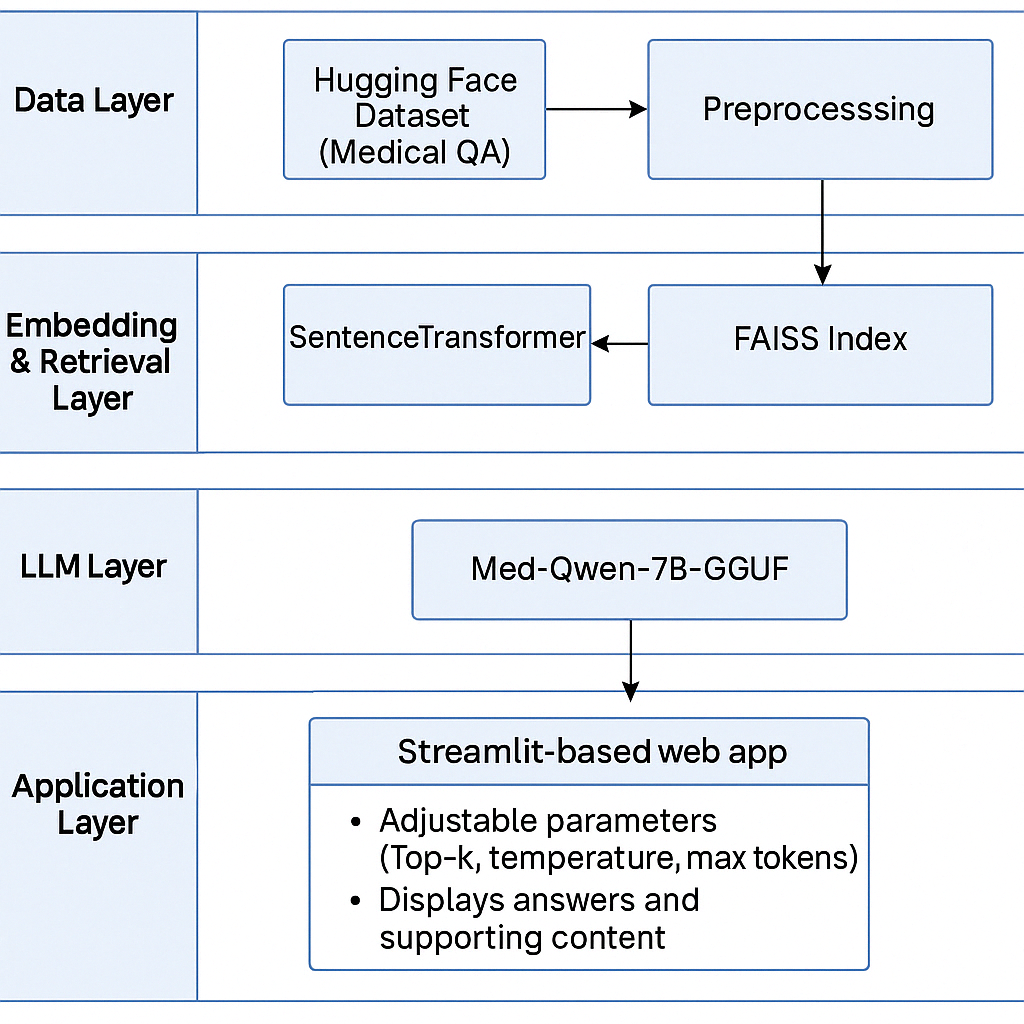 Data Layer
Hugging Face
Dataset
(Medical QA)
Preprocesssing
Embedding
& Retrieval
Layer
SentenceTransformer
FAISS Index
LLM Layer
Med-Qwen-7B-GGUF
Application
Layer
Streamlit-based web app
• Adjustable parameters
(Top-k, temperature, max tokens)
• Displays answers and
supporting content